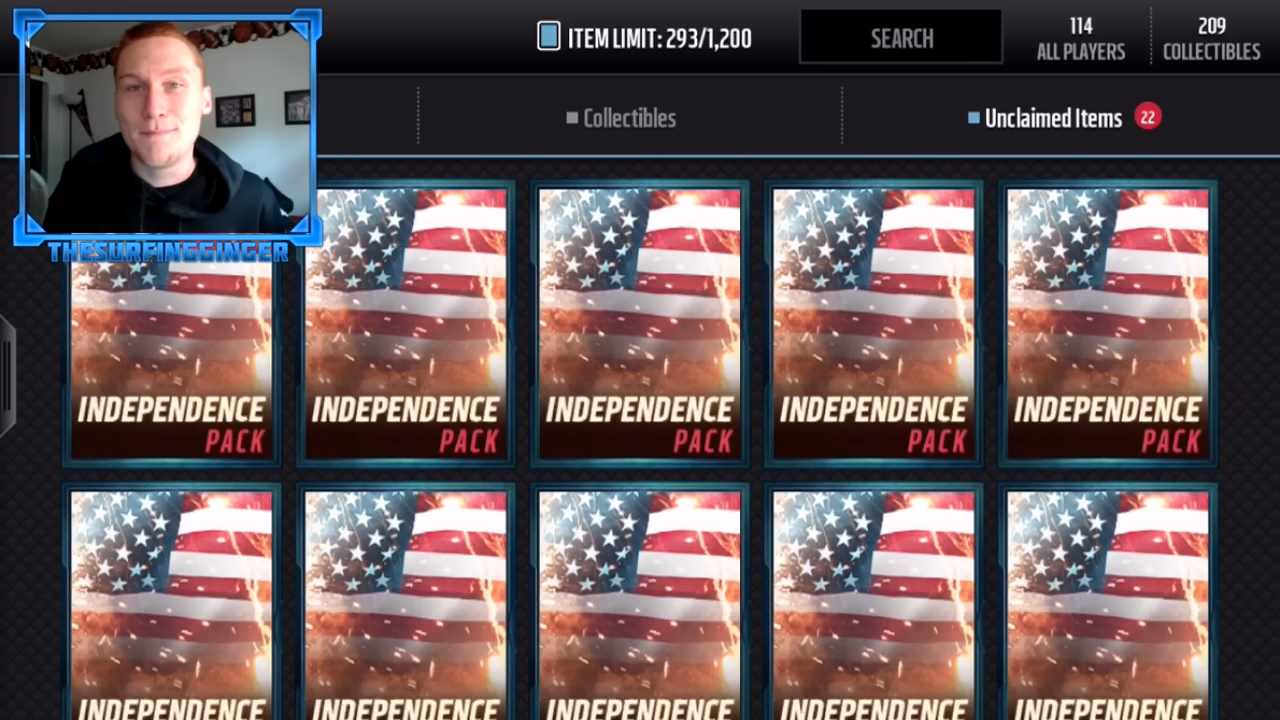 ITEM LIMIT: 293/1,200
SEARCH
114
ALL PLAYERS
209
COLLECTIBLES
Collectibles
Unclaimed Items 22
THESURFINGGINGER
INDEPENDENCE
PACK
INDEPENDENCE
PACK
INDEPENDENCE
PACK
INDEPENDENCE
PACK
INDEPENDENCE
PACK
INDEPENDENCE
INDEPENDENCE
INDEPENDENCE
INDEPENDENCE
INDEPENDENCE